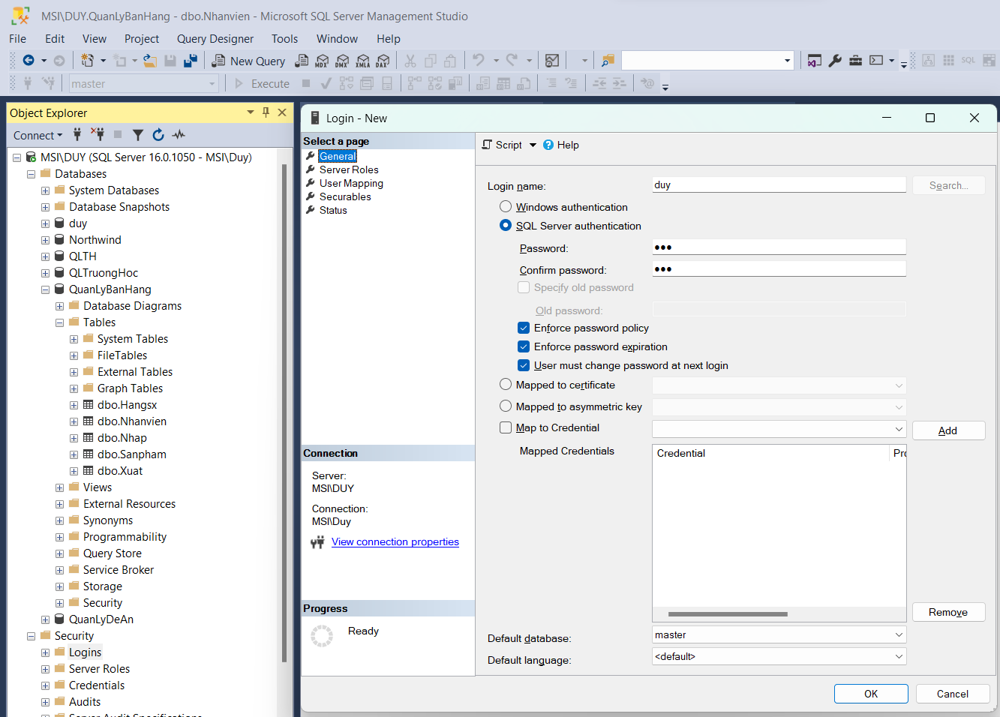 MSI\DUY.QuanLyBanHang - dbo.Nhanvien - Microsoft SQL Server Management Studio
File Edit View Project Query Designer Tools Window Help
New Query MDX DMX XMLA DAX SQL
master Execute
Object Explorer
Connect
MSI\DUY (SQL Server 16.0.1050 - MSI\Duy)
Databases
System Databases
Database Snapshots
duy
Northwind
QLTH
QLTruongHoc
QuanLyBanHang
Database Diagrams
Tables
System Tables
FileTables
External Tables
Graph Tables
dbo.Hangsx
dbo.Nhanvien
dbo.Nhap
dbo.Sanpham
dbo.Xuat
Views
External Resources
Synonyms
Programmability
Query Store
Service Broker
Storage
Security
QuanLyDeAn
Security
Logins
Server Roles
Credentials
Audits
Server Audit Specifications
Login - New
Select a page
General
Server Roles
User Mapping
Securables
Status
Connection
Server:
MSI\DUY
Connection:
MSI\Duy
View connection properties
Progress
Ready
Script Help
Login name: duy Search...
Windows authentication
SQL Server authentication
Password: ●●●
Confirm password: ●●●
Specify old password
Old password:
Enforce password policy
Enforce password expiration
User must change password at next login
Mapped to certificate
Mapped to asymmetric key
Map to Credential Add
Mapped Credentials Credential Pro
Remove
Default database: master
Default language: <default>
OK Cancel